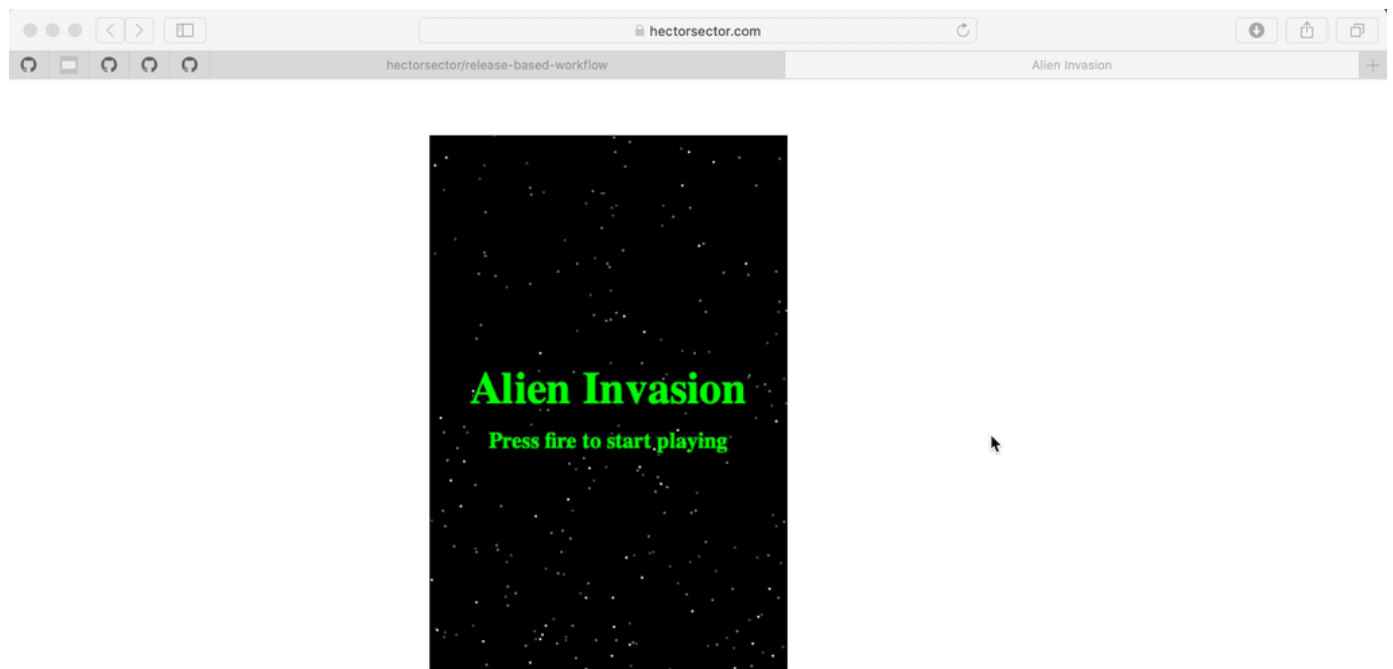 hectorsector.com
hectorsector/release-based-workflow
Alien Invasion
Alien Invasion
Press fire to start playing